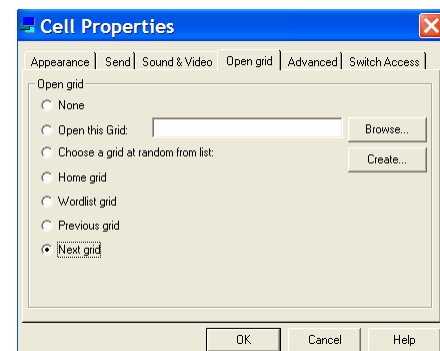 Cell Properties
Appearance Send Sound & Video Open grid Advanced Switch Access
Open grid
None
Open this Grid: Browse...
Choose a grid at random from list: Create...
Home grid
Wordlist grid
Previous grid
Next grid
OK Cancel Help